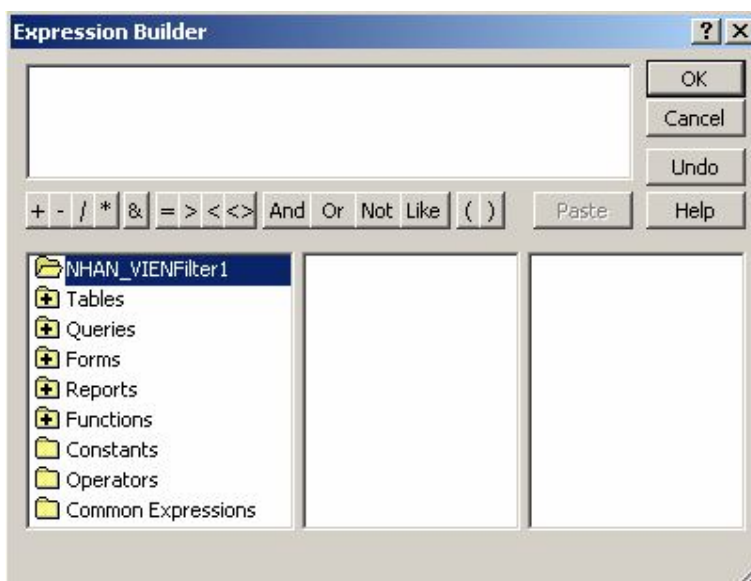 Expression Builder
OK
Cancel
Undo
+ - / * & = > < <> And Or Not Like ( ) Paste Help
NHAN_VIENFilter1
Tables
Queries
Forms
Reports
Functions
Constants
Operators
Common Expressions